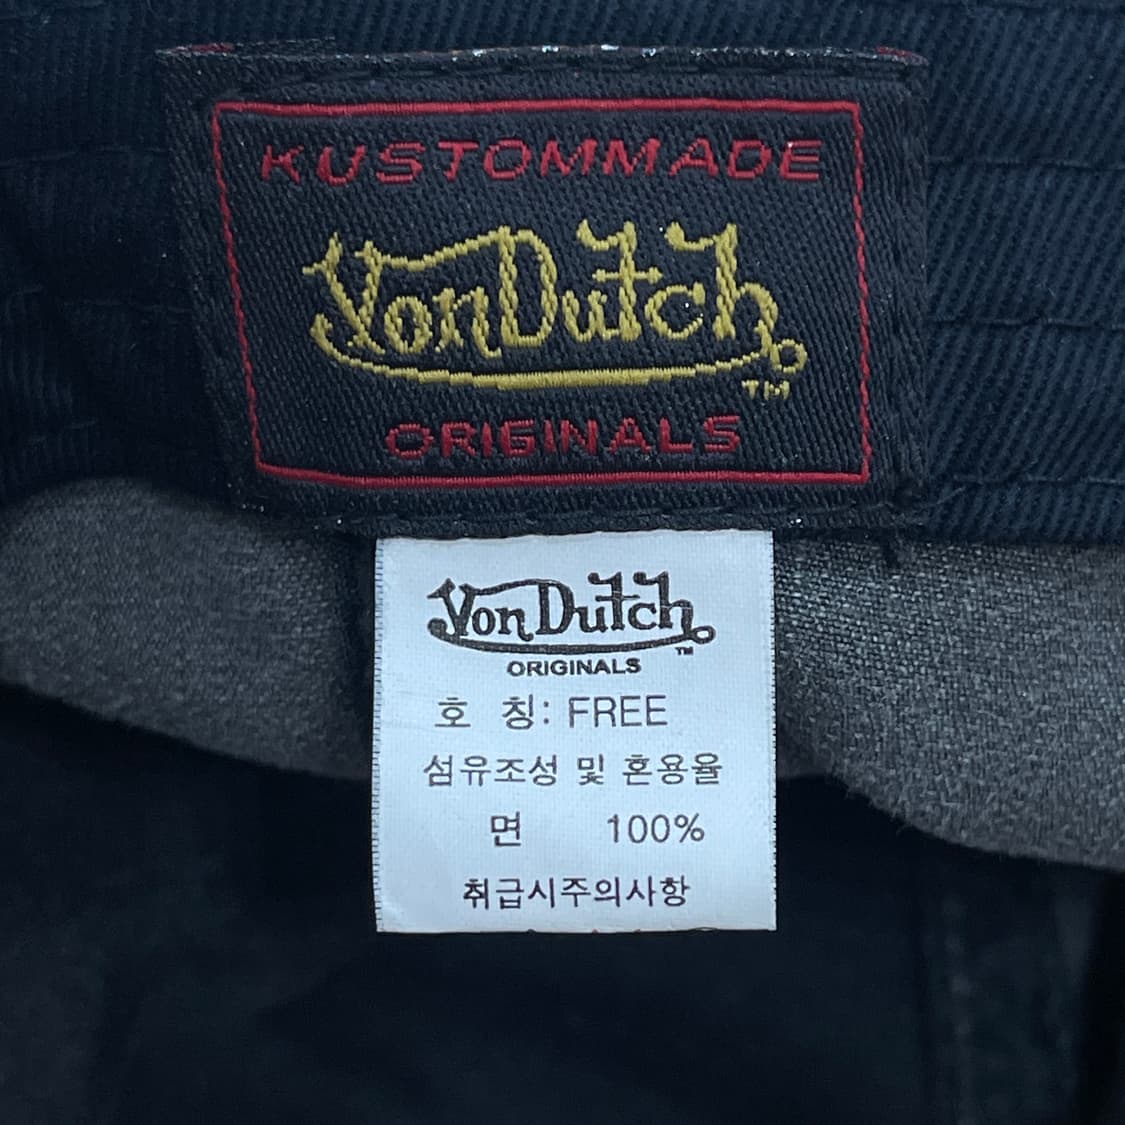 KUSTOMMADE
VonDutch
TM
ORIGINALS
VonDutch
TM
ORIGINALS
호 칭: FREE
섬유조성 및 혼용율
면 100%
취급시주의사항